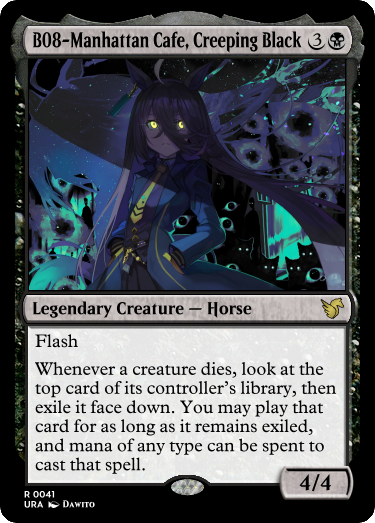 B08-Manhattan Cafe, Creeping Black 3
Legendary Creature — Horse
Flash
Whenever a creature dies, look at the
top card of its controller's library, then
exile it face down. You may play that
card for as long as it remains exiled,
and mana of any type can be spent to
cast that spell.
4/4
R 0041
URA Dawito